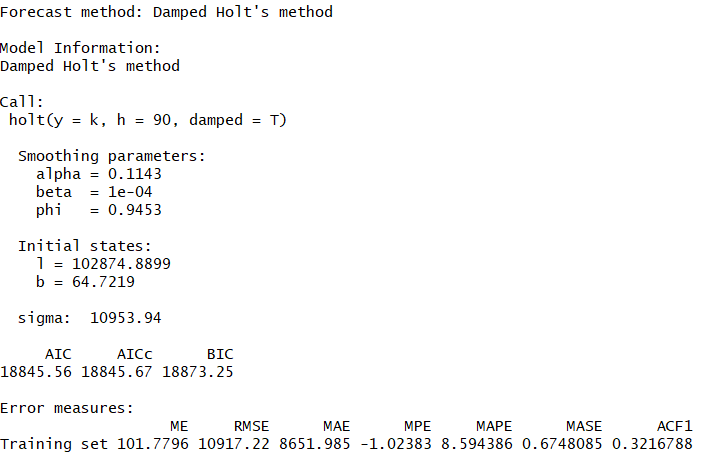 Forecast method: Damped Holt's method
Model Information:
Damped Holt's method
Call:
holt(y = k, h = 90, damped = T)
Smoothing parameters:
alpha = 0.1143
beta = 1e-04
phi = 0.9453
Initial states:
l = 102874.8899
b = 64.7219
sigma: 10953.94
AIC AICc BIC
18845.56 18845.67 18873.25
Error measures:
ME RMSE MAE MPE MAPE MASE ACF1
Training set 101.7796 10917.22 8651.985 -1.02383 8.594386 0.6748085 0.3216788